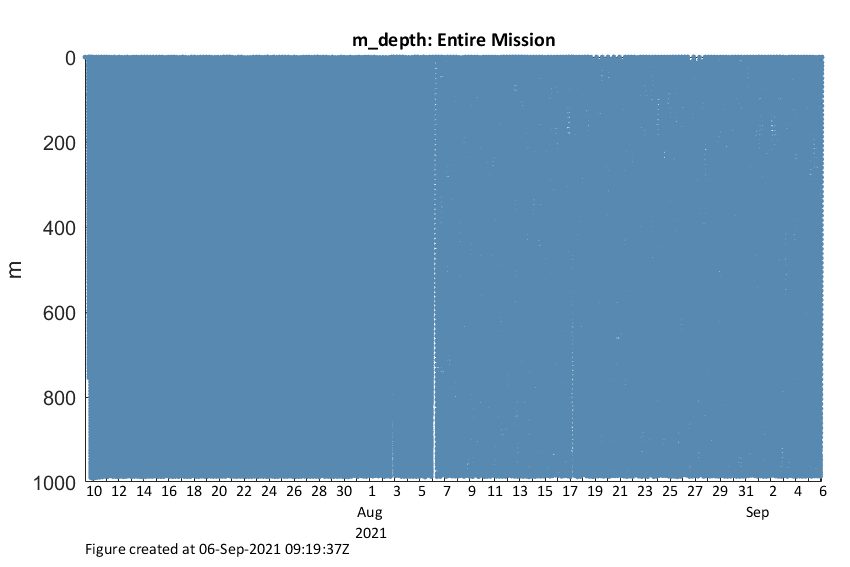 m_depth: Entire Mission
0
200
400
600
800
1000
m
10 12 14 16 18 20 22 24 26 28 30 1 3 5 7 9 11 13 15 17 19 21 23 25 27 29 31 2 4 6
Aug Sep
2021
Figure created at 06-Sep-2021 09:19:37Z